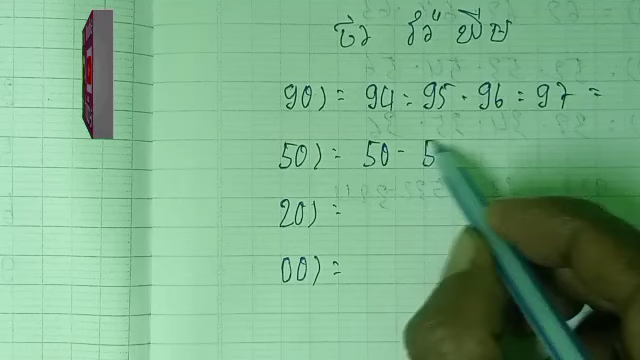 90) = 94 = 95 - 96 = 97 =
50) = 50 - 5
20) =
00) =